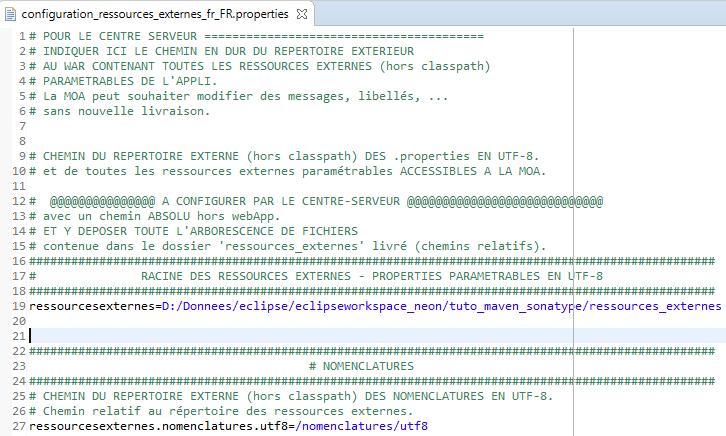 configuration_ressources_externes_fr_FR.properties
1 # POUR LE CENTRE SERVEUR ========================================
2 # INDIQUER ICI LE CHEMIN EN DUR DU REPERTOIRE EXTERIEUR
3 # AU WAR CONTENANT TOUTES LES RESSOURCES EXTERNES (hors classpath)
4 # PARAMETRABLES DE L'APPLI.
5 # La MOA peut souhaiter modifier des messages, libellés, ...
6 # sans nouvelle livraison.
7
8
9 # CHEMIN DU REPERTOIRE EXTERNE (hors classpath) DES .properties EN UTF-8.
10 # et de toutes les ressources externes paramétrables ACCESSIBLES A LA MOA.
11
12 #  @@@@@@@@@@@@@@@ A CONFIGURER PAR LE CENTRE-SERVEUR @@@@@@@@@@@@@@@@@@@@@@@@@@@@
13 # avec un chemin ABSOLU hors webApp.
14 # ET Y DEPOSER TOUTE L'ARBORESCENCE DE FICHIERS
15 # contenue dans le dossier 'ressources_externes' livré (chemins relatifs).
16 ##################################################################################################
17 #               RACINE DES RESSOURCES EXTERNES - PROPERTIES PARAMETRABLES EN UTF-8
18 ##################################################################################################
19 ressourcesexternes=D:/Donnees/eclipse/eclipseworkspace_neon/tuto_maven_sonatype/ressources_externes
20
21
22 ##################################################################################################
23                                         # NOMENCLATURES
24 ##################################################################################################
25 # CHEMIN DU REPERTOIRE EXTERNE (hors classpath) DES NOMENCLATURES EN UTF-8.
26 # Chemin relatif au répertoire des ressources externes.
27 ressourcesexternes.nomenclatures.utf8=/nomenclatures/utf8